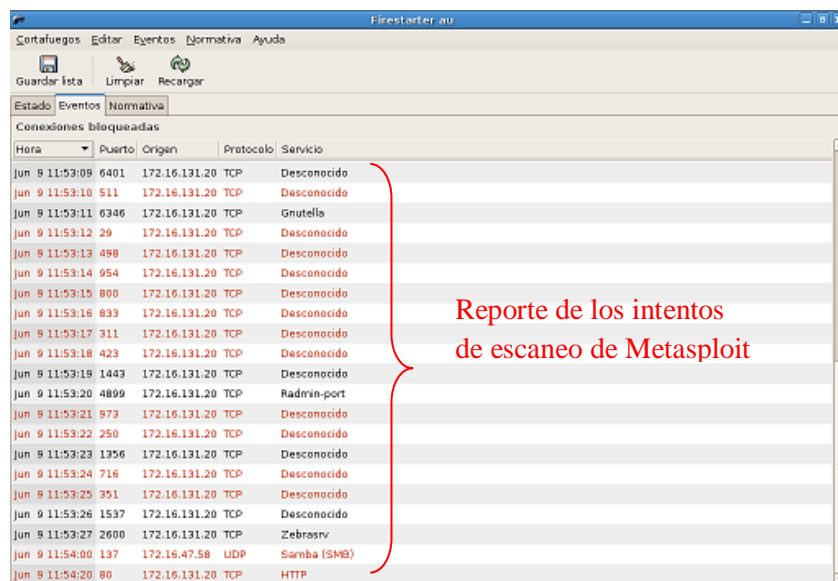 Firestarter au
Cortafuegos Editar Eventos Normativa Ayuda
Guardar lista Limpiar Recargar
Estado Eventos Normativa
Conexiones bloqueadas
Hora Puerto Origen Protocolo Servicio
Jun 9 11:53:09 6401 172.16.131.20 TCP Desconocido
Jun 9 11:53:10 511 172.16.131.20 TCP Desconocido
Jun 9 11:53:11 6346 172.16.131.20 TCP Gnutella
Jun 9 11:53:12 29 172.16.131.20 TCP Desconocido
Jun 9 11:53:13 498 172.16.131.20 TCP Desconocido
Jun 9 11:53:14 954 172.16.131.20 TCP Desconocido
Jun 9 11:53:15 800 172.16.131.20 TCP Desconocido
Jun 9 11:53:16 833 172.16.131.20 TCP Desconocido
Jun 9 11:53:17 311 172.16.131.20 TCP Desconocido
Jun 9 11:53:18 423 172.16.131.20 TCP Desconocido
Jun 9 11:53:19 1443 172.16.131.20 TCP Desconocido
Jun 9 11:53:20 4899 172.16.131.20 TCP Radmin-port
Jun 9 11:53:21 973 172.16.131.20 TCP Desconocido
Jun 9 11:53:22 250 172.16.131.20 TCP Desconocido
Jun 9 11:53:23 1356 172.16.131.20 TCP Desconocido
Jun 9 11:53:24 716 172.16.131.20 TCP Desconocido
Jun 9 11:53:25 351 172.16.131.20 TCP Desconocido
Jun 9 11:53:26 1537 172.16.131.20 TCP Desconocido
Jun 9 11:53:27 2600 172.16.131.20 TCP Zebrasrv
Jun 9 11:54:00 137 172.16.47.58 UDP Samba (SMB)
Jun 9 11:54:20 80 172.16.131.20 TCP HTTP
Reporte de los intentos
de escaneo de Metasploit